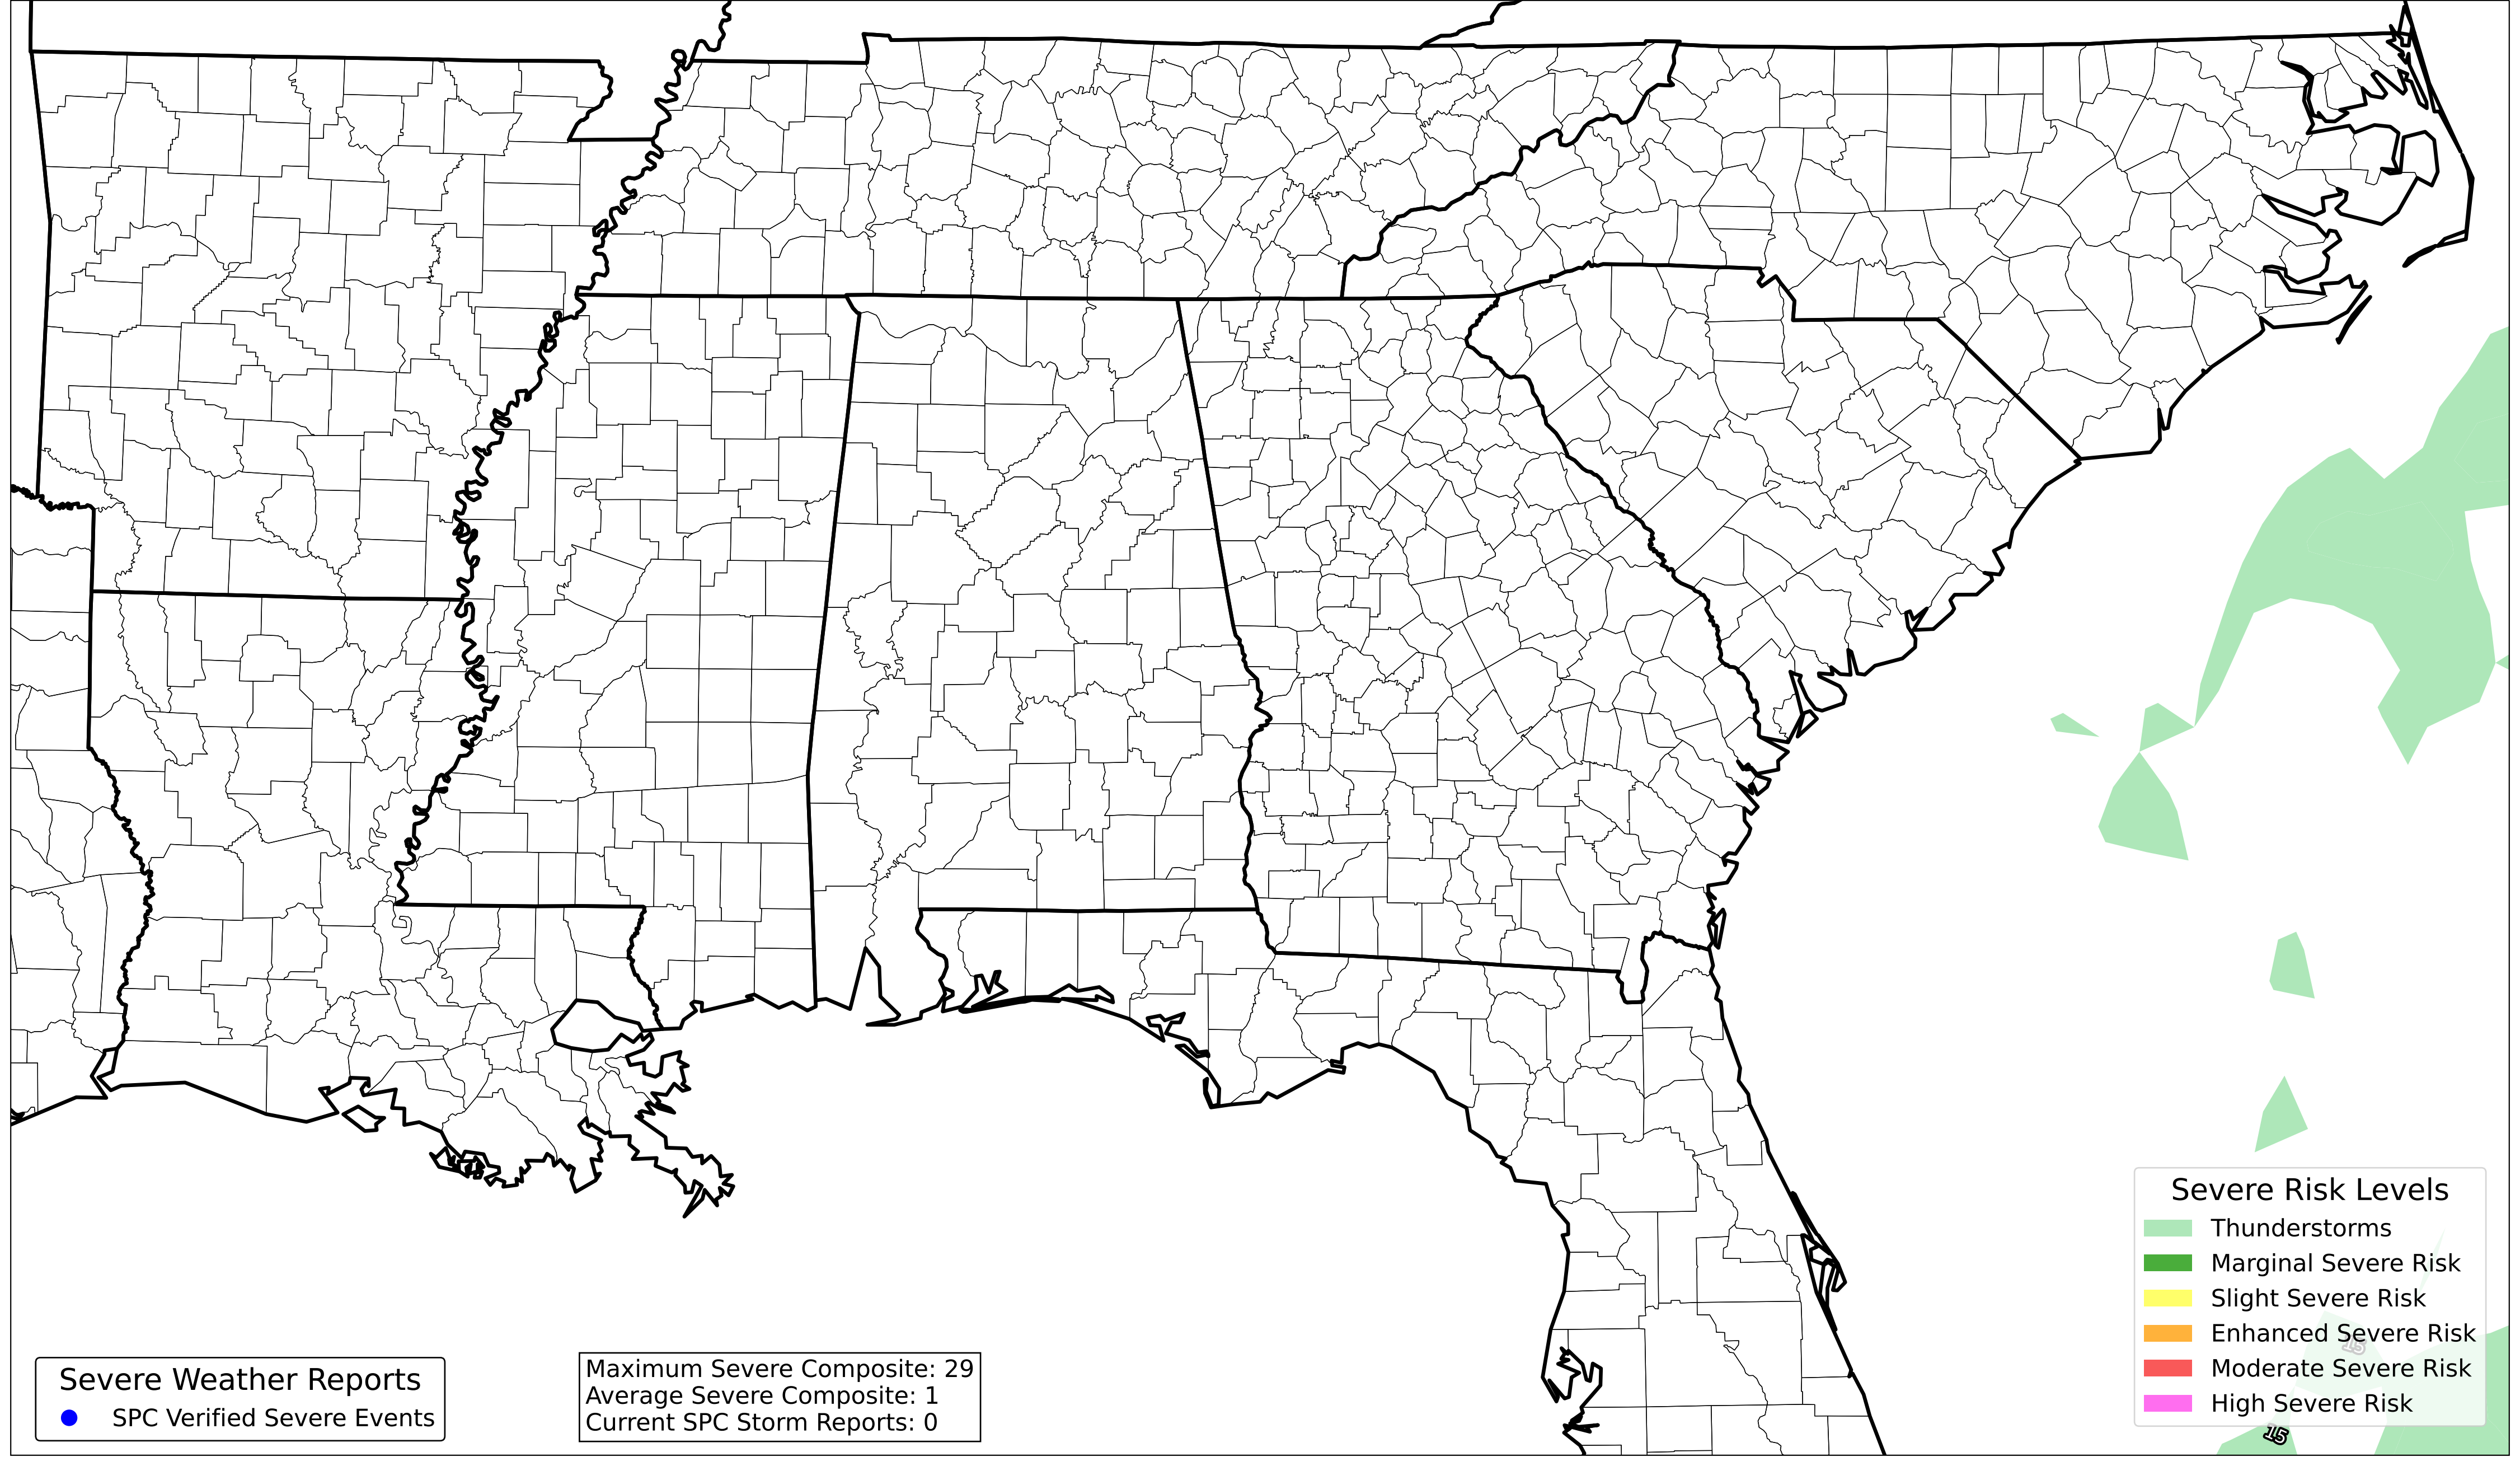 Severe Risk Levels
Thunderstorms
Marginal Severe Risk
Slight Severe Risk
Enhanced Severe Risk
15
Moderate Severe Risk
High Severe Risk
15
Severe Weather Reports
SPC Verified Severe Events
Maximum Severe Composite: 29
Average Severe Composite: 1
Current SPC Storm Reports: 0